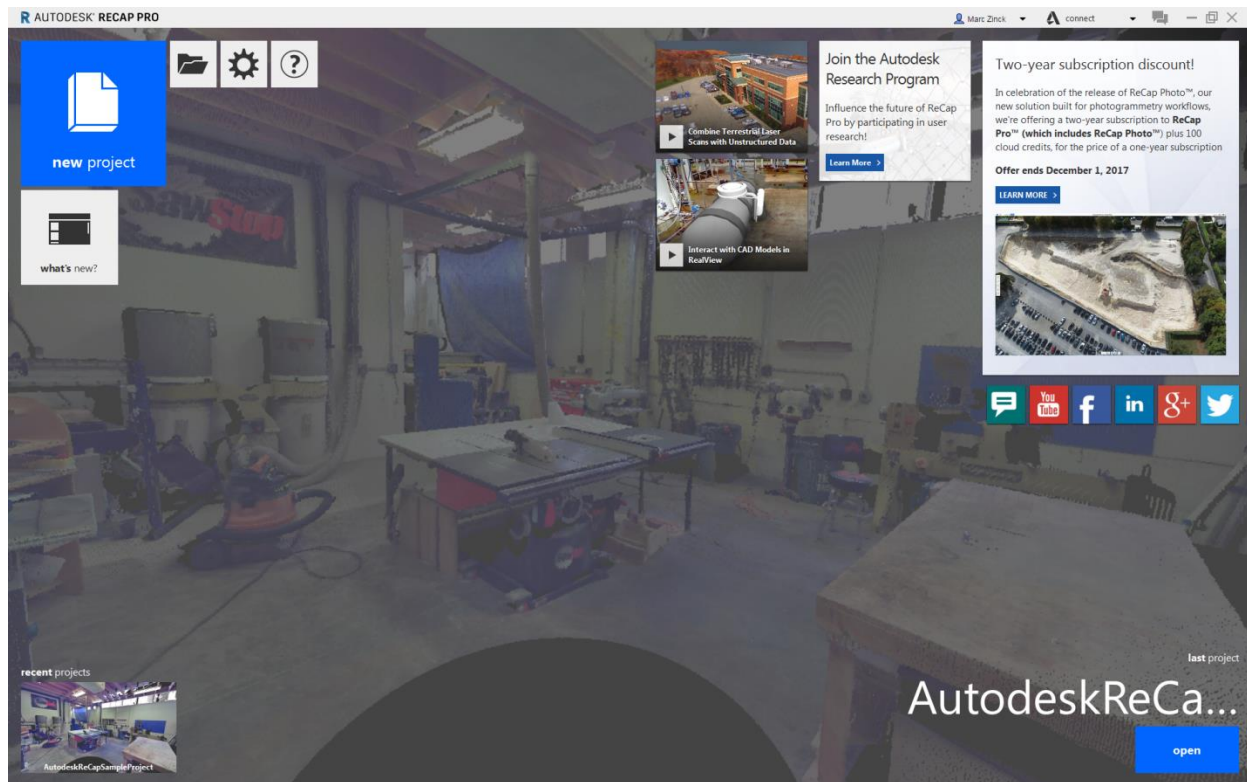 R AUTODESK® RECAP PRO
Marc Zinck
connect
new project
what's new?
Combine Terrestrial Laser
Scans with Unstructured Data
Interact with CAD Models in
RealView
Join the Autodesk
Research Program
Influence the future of ReCap
Pro by participating in user
research!
Learn More >
Two-year subscription discount!
In celebration of the release of ReCap Photo™, our
new solution built for photogrammetry workflows,
we're offering a two-year subscription to ReCap
Pro™ (which includes ReCap Photo™) plus 100
cloud credits, for the price of a one-year subscription
Offer ends December 1, 2017
LEARN MORE >
You
Tube
f
in
g+
SawStop
recent projects
AutodeskReCapSampleProject
last project
AutodeskReCa...
open